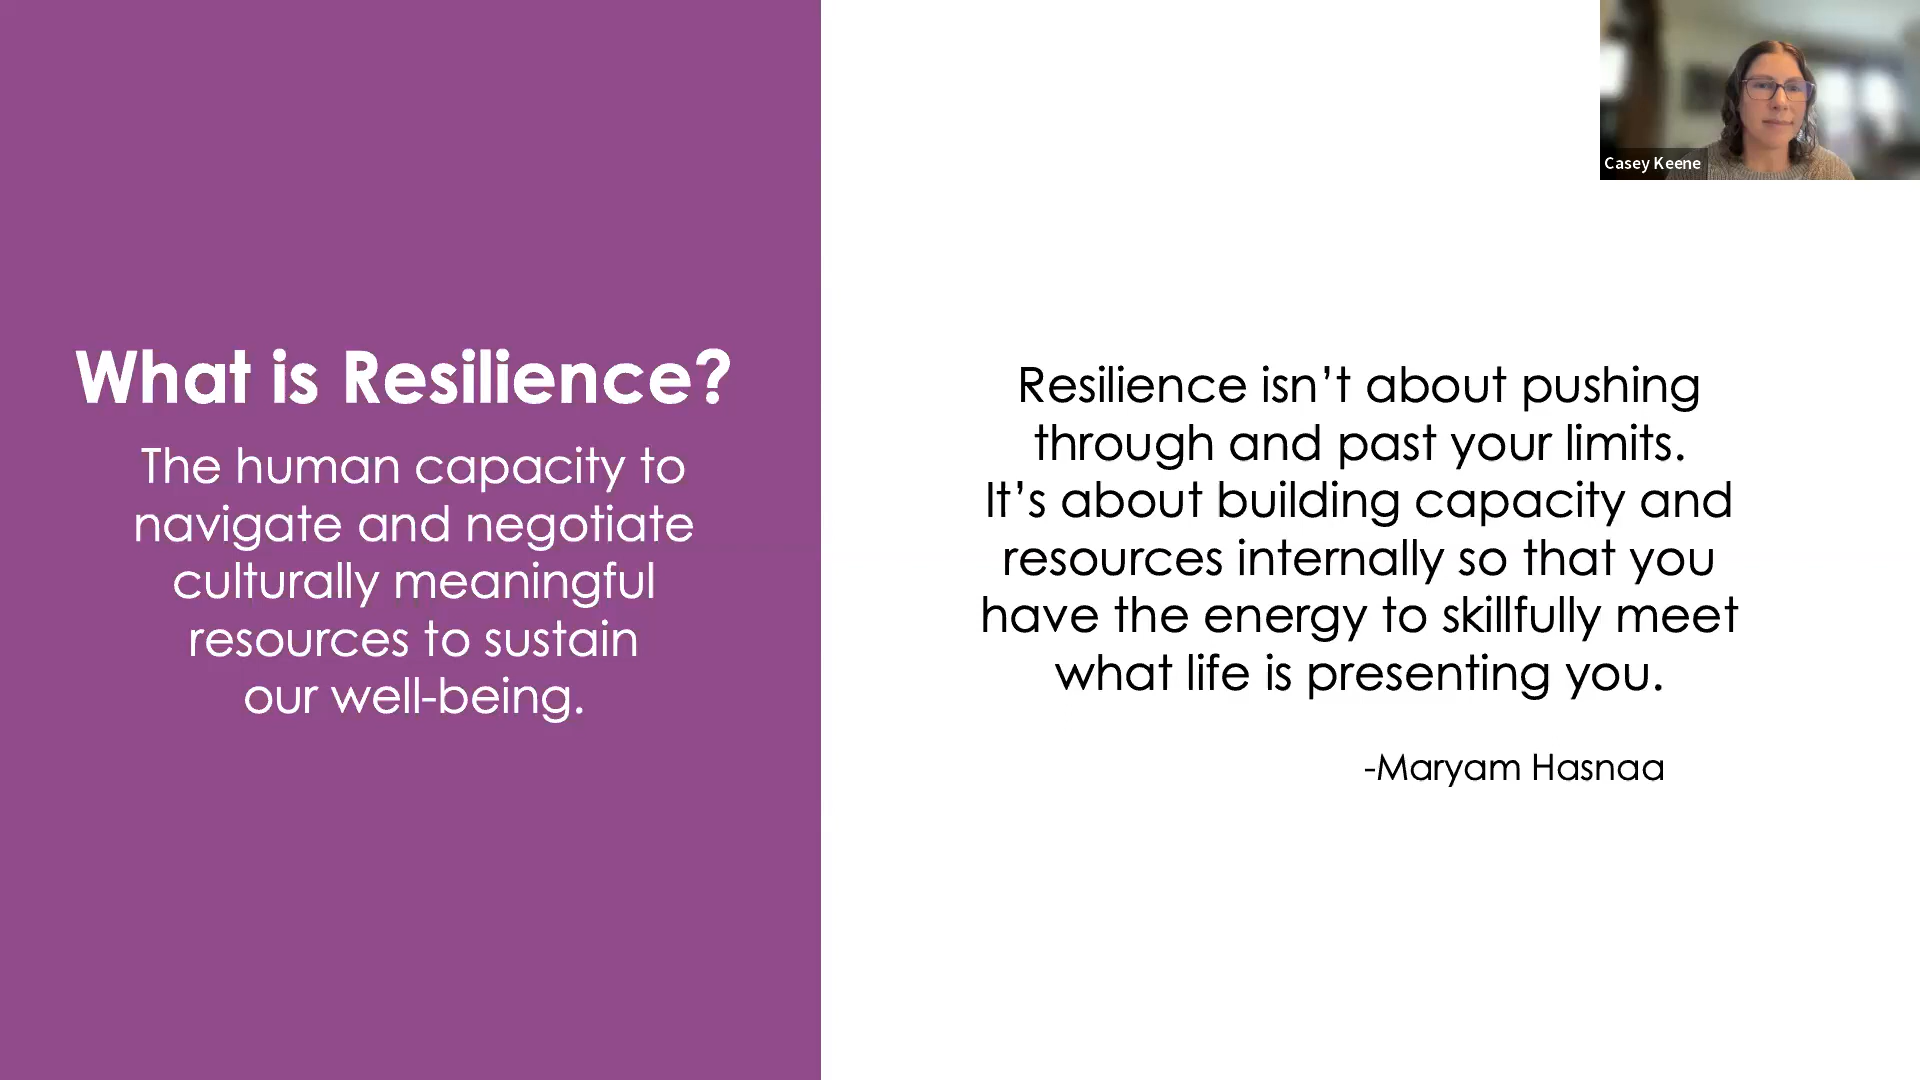 What is Resilience?
The human capacity to
navigate and negotiate
culturally meaningful
resources to sustain
our well-being.
Resilience isn’t about pushing
through and past your limits.
It’s about building capacity and
resources internally so that you
have the energy to skillfully meet
what life is presenting you.
-Maryam Hasnaa
Casey Keene